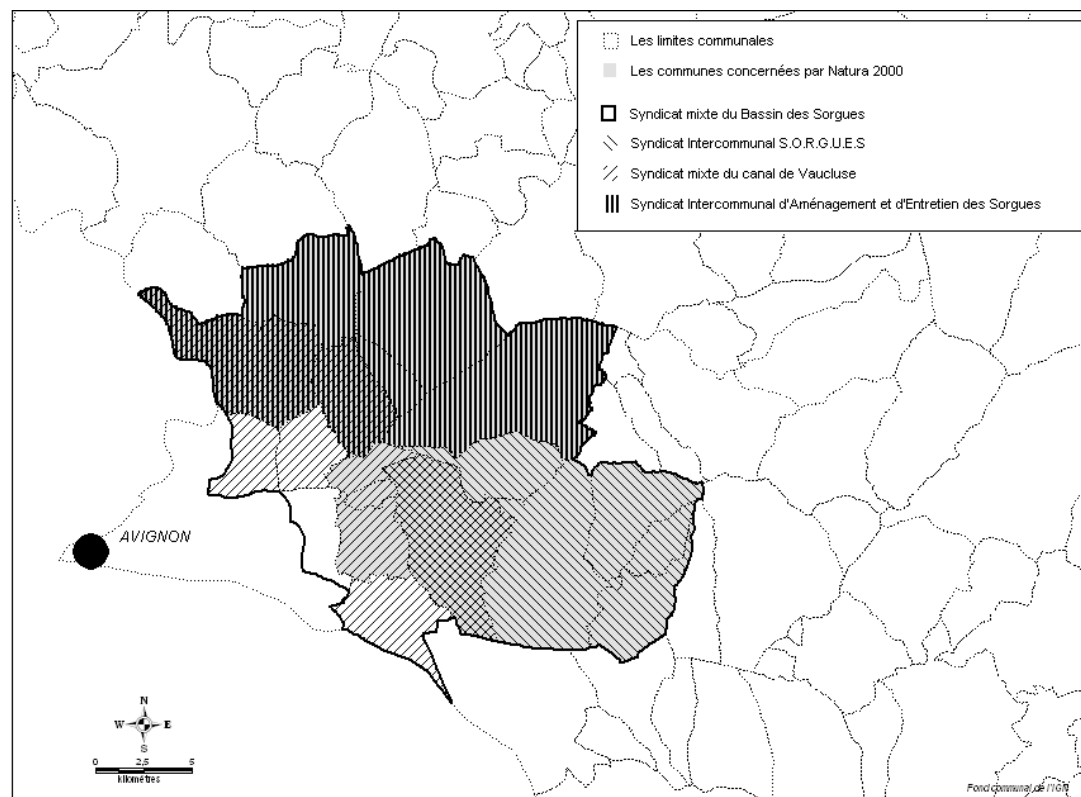 Les limites communales
Les communes concernées par Natura 2000
Syndicat mixte du Bassin des Sorgues
Syndicat Intercommunal S.O.R.G.U.E.S
Syndicat mixte du canal de Vaucluse
Syndicat Intercommunal d'Aménagement et d'Entretien des Sorgues
AVIGNON
N
W E
S
0 2,5 5
kilomètres
Fond communal de l'IGN